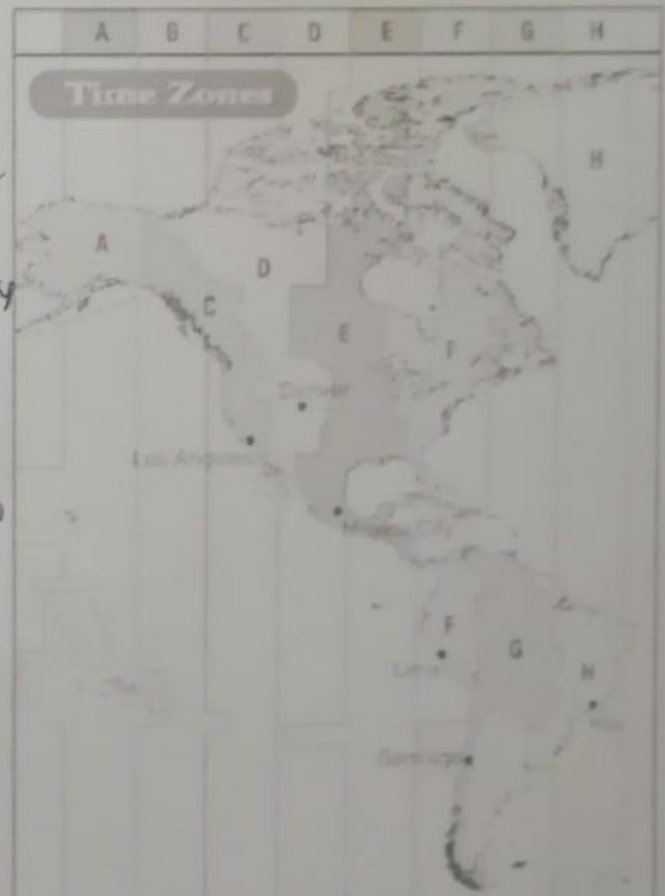 A B C D E F G H
Time Zones
H
A
D
C
E
F
Denver
Los Angeles
Mexico City
F
G
H
Lima
Rio
Santiago